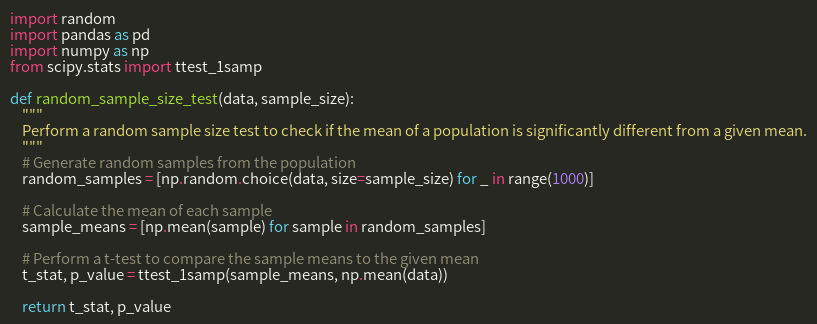 import random
import pandas as pd
import numpy as np
from scipy.stats import ttest_1samp

def random_sample_size_test(data, sample_size):
    """
    Perform a random sample size test to check if the mean of a population is significantly different from a given mean.
    """
    # Generate random samples from the population
    random_samples = [np.random.choice(data, size=sample_size) for _ in range(1000)]

    # Calculate the mean of each sample
    sample_means = [np.mean(sample) for sample in random_samples]

    # Perform a t-test to compare the sample means to the given mean
    t_stat, p_value = ttest_1samp(sample_means, np.mean(data))

    return t_stat, p_value